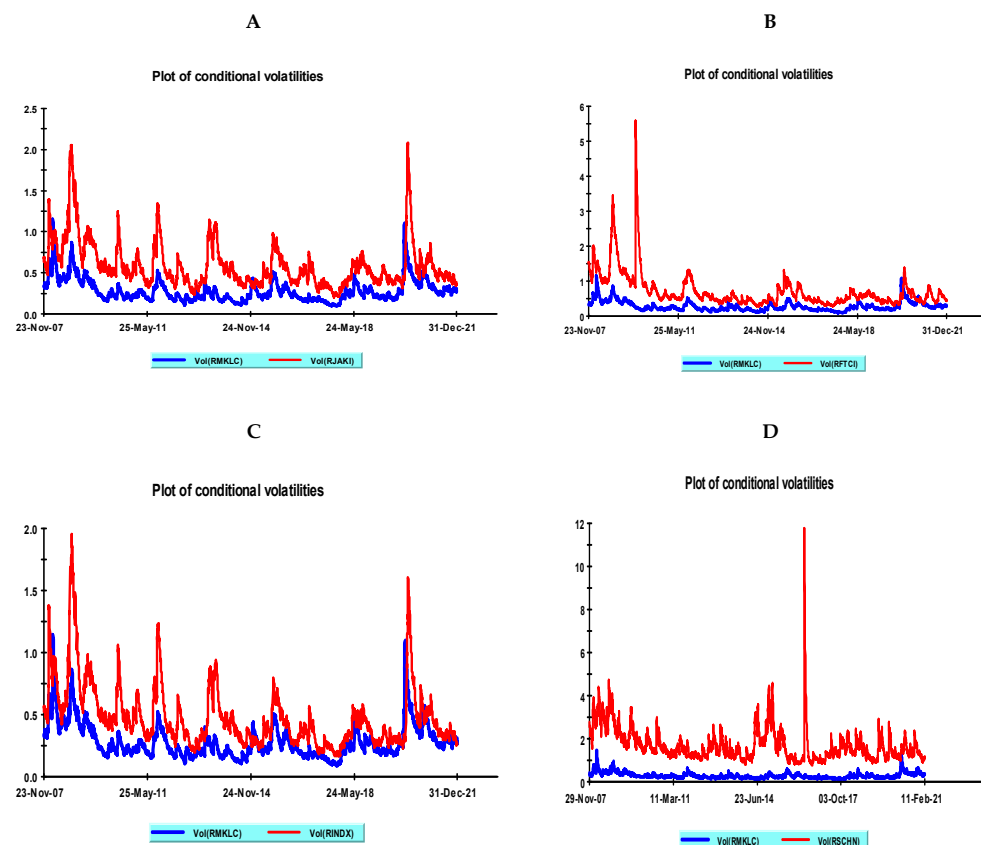 A
Plot of conditional volatilities
2.5
2.0
1.5
1.0
0.5
0.0
23-Nov-07 25-May-11 24-Nov-14 24-May-18 31-Dec-21
Vol(RMKLC) Vol(RJAKI)
B
Plot of conditional volatilities
6
5
4
3
2
1
0
23-Nov-07 25-May-11 24-Nov-14 24-May-18 31-Dec-21
Vol(RMKLC) Vol(RFTCI)
C
Plot of conditional volatilities
2.0
1.5
1.0
0.5
0.0
23-Nov-07 25-May-11 24-Nov-14 24-May-18 31-Dec-21
Vol(RMKLC) Vol(RINDX)
D
Plot of conditional volatilities
12
10
8
6
4
2
0
29-Nov-07 11-Mar-11 23-Jun-14 03-Oct-17 11-Feb-21
Vol(RMKLC) Vol(RSCHN)